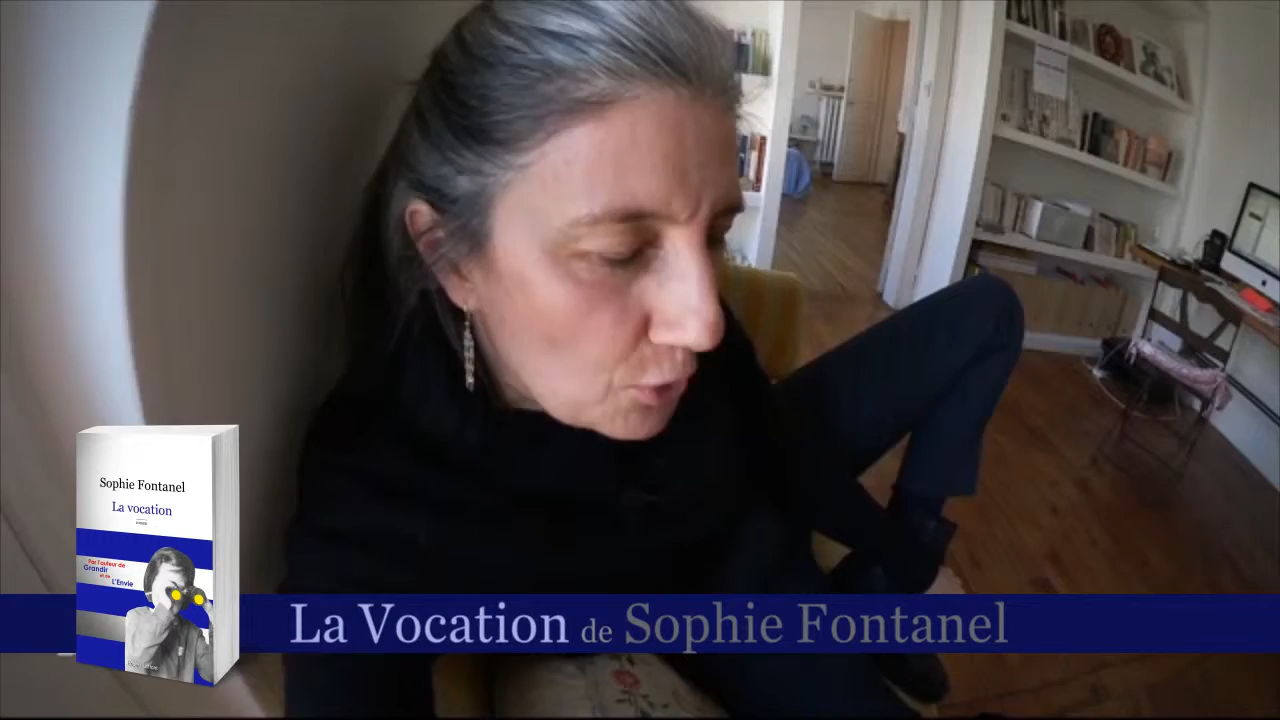 Sophie Fontanel
La vocation
Par l'auteur de
Grandir
et de
L'Envie
La Vocation de Sophie Fontanel